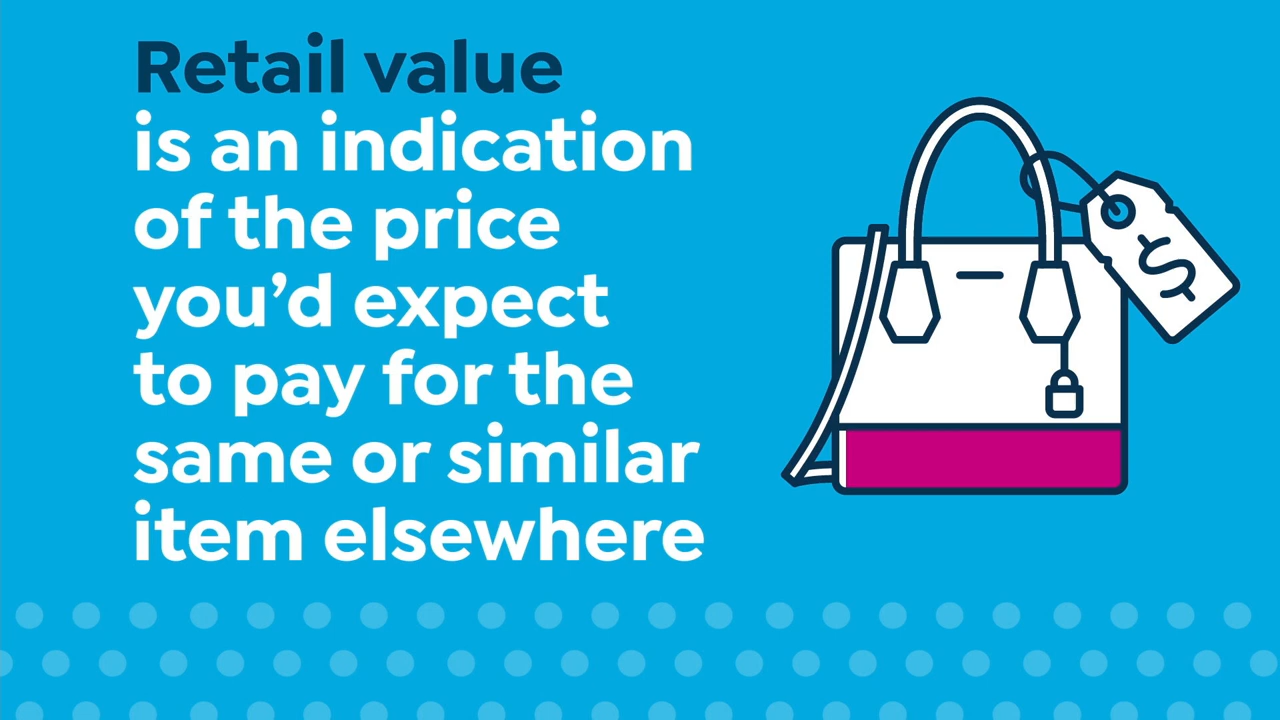 Retail value
is an indication
of the price
you’d expect
to pay for the
same or similar
item elsewhere
$